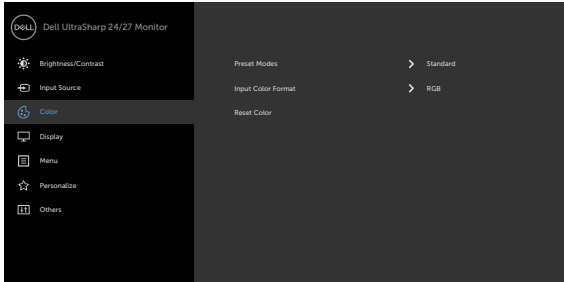 DELL
Dell UltraSharp 24/27 Monitor
Brightness/Contrast
Preset Modes Standard
Input Source
Input Color Format RGB
Color
Reset Color
Display
Menu
Personalize
Others